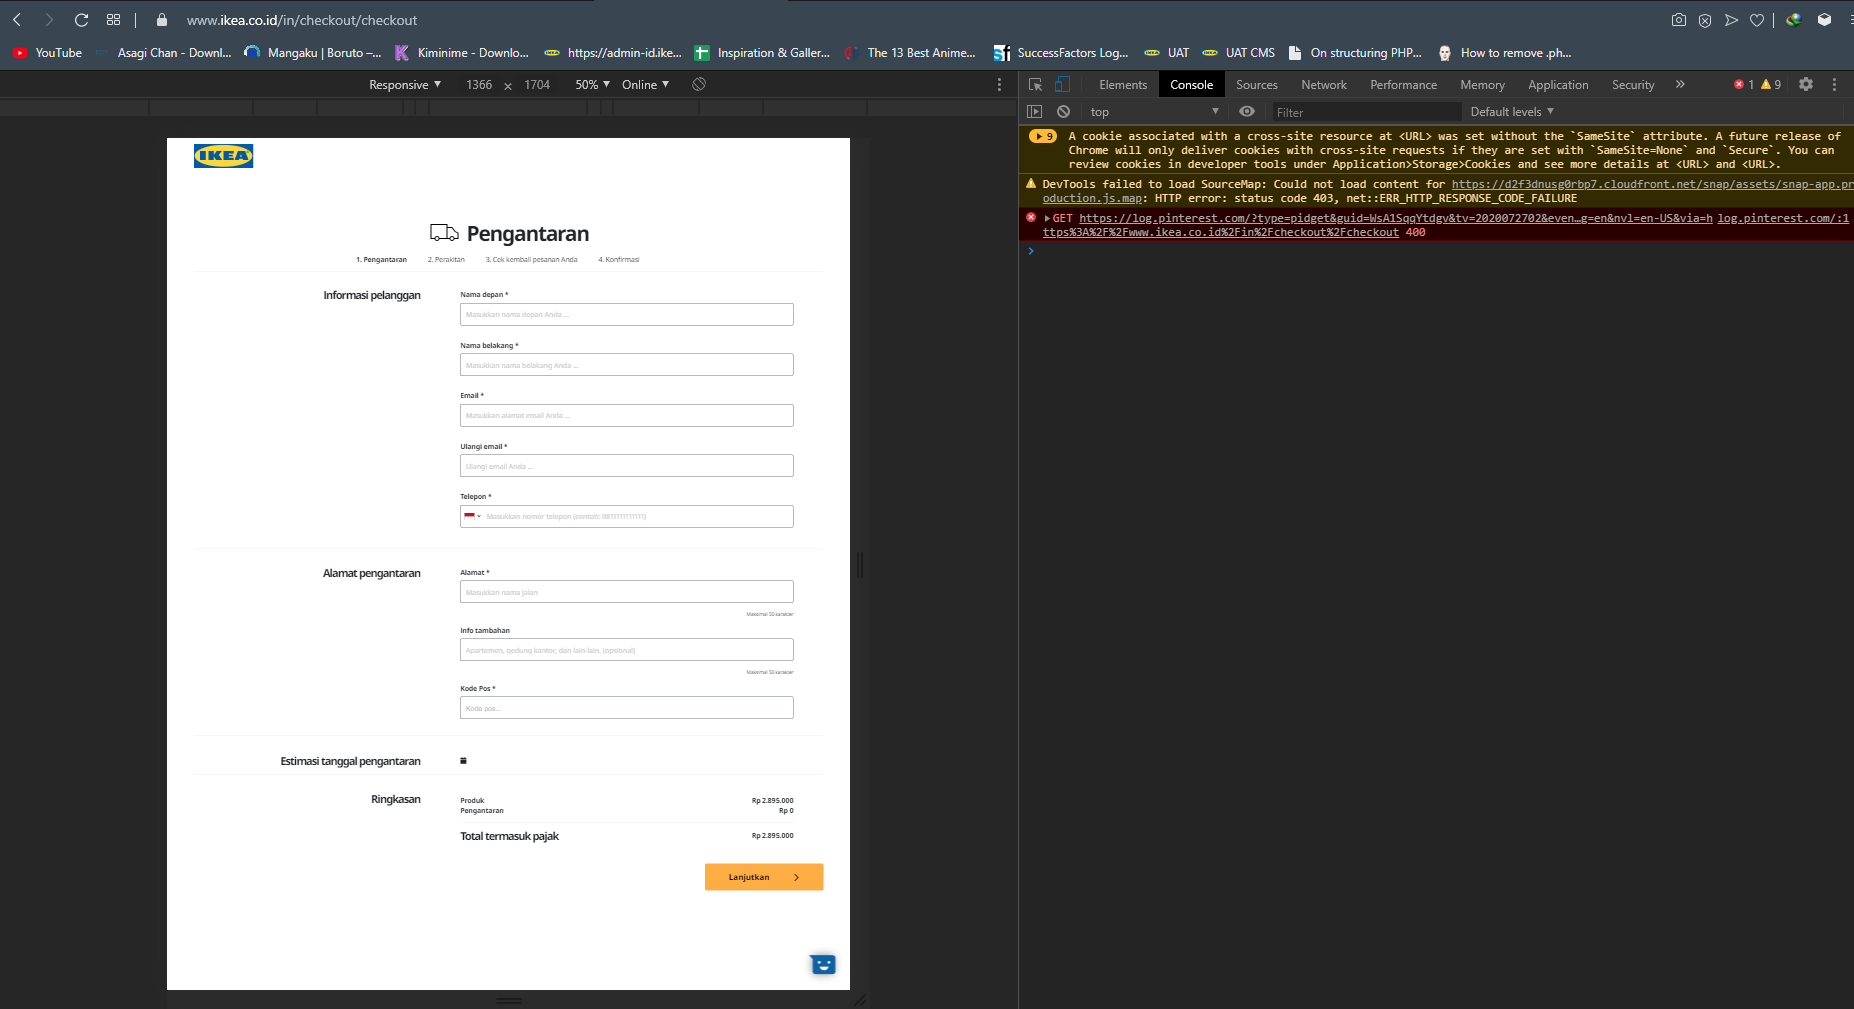 www.ikea.co.id/in/checkout/checkout
YouTube
Asagi Chan - Downl...
Mangaku | Boruto –...
Kiminime - Downlo...
https://admin-id.ike...
Inspiration & Galler...
The 13 Best Anime...
SuccessFactors Log...
UAT
UAT CMS
On structuring PHP...
How to remove .ph...
Responsive ▼ 1366 × 1704 50% ▼ Online ▼
Elements Console Sources Network Performance Memory Application Security » 1 9
top ▼ Filter Default levels ▼
9 A cookie associated with a cross-site resource at <URL> was set without the `SameSite` attribute. A future release of
Chrome will only deliver cookies with cross-site requests if they are set with `SameSite=None` and `Secure`. You can
review cookies in developer tools under Application>Storage>Cookies and see more details at <URL> and <URL>.
DevTools failed to load SourceMap: Could not load content for https://d2f3dnusg0rbp7.cloudfront.net/snap/assets/snap-app.pr
oduction.js.map: HTTP error: status code 403, net::ERR_HTTP_RESPONSE_CODE_FAILURE
GET https://log.pinterest.com/?type=pidget&guid=WsA1SqqYtdgv&tv=2020072702&even…g=en&nvl=en-US&via=h log.pinterest.com/:1
ttps%3A%2F%2Fwww.ikea.co.id%2Fin%2Fcheckout%2Fcheckout 400
IKEA
Pengantaran
1. Pengantaran 2. Perakitan 3. Cek kembali pesanan Anda 4. Konfirmasi
Informasi pelanggan
Nama depan *
Masukkan nama depan Anda ...
Nama belakang *
Masukkan nama belakang Anda ...
Email *
Masukkan alamat email Anda ...
Ulangi email *
Ulangi email Anda ...
Telepon *
Masukkan nomor telepon (contoh: 081111111111)
Alamat pengantaran
Alamat *
Masukkan nama jalan
Maksimal 50 karakter
Info tambahan
Apartemen, gedung kantor, dan lain-lain. (opsional)
Maksimal 50 karakter
Kode Pos *
Kode pos...
Estimasi tanggal pengantaran
Ringkasan
Produk Rp 2.895.000
Pengantaran Rp 0
Total termasuk pajak Rp 2.895.000
Lanjutkan